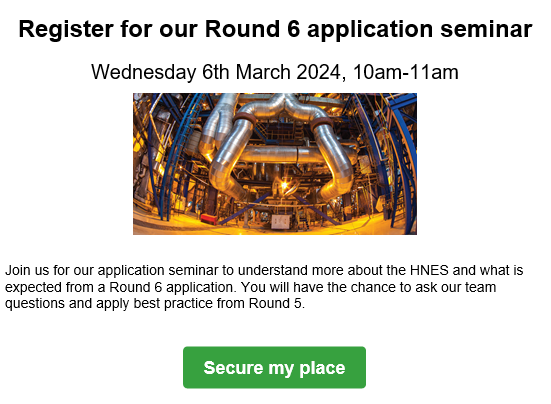 Register for our Round 6 application seminar
Wednesday 6th March 2024, 10am-11am
Join us for our application seminar to understand more about the HNES and what is
expected from a Round 6 application. You will have the chance to ask our team
questions and apply best practice from Round 5.
Secure my place